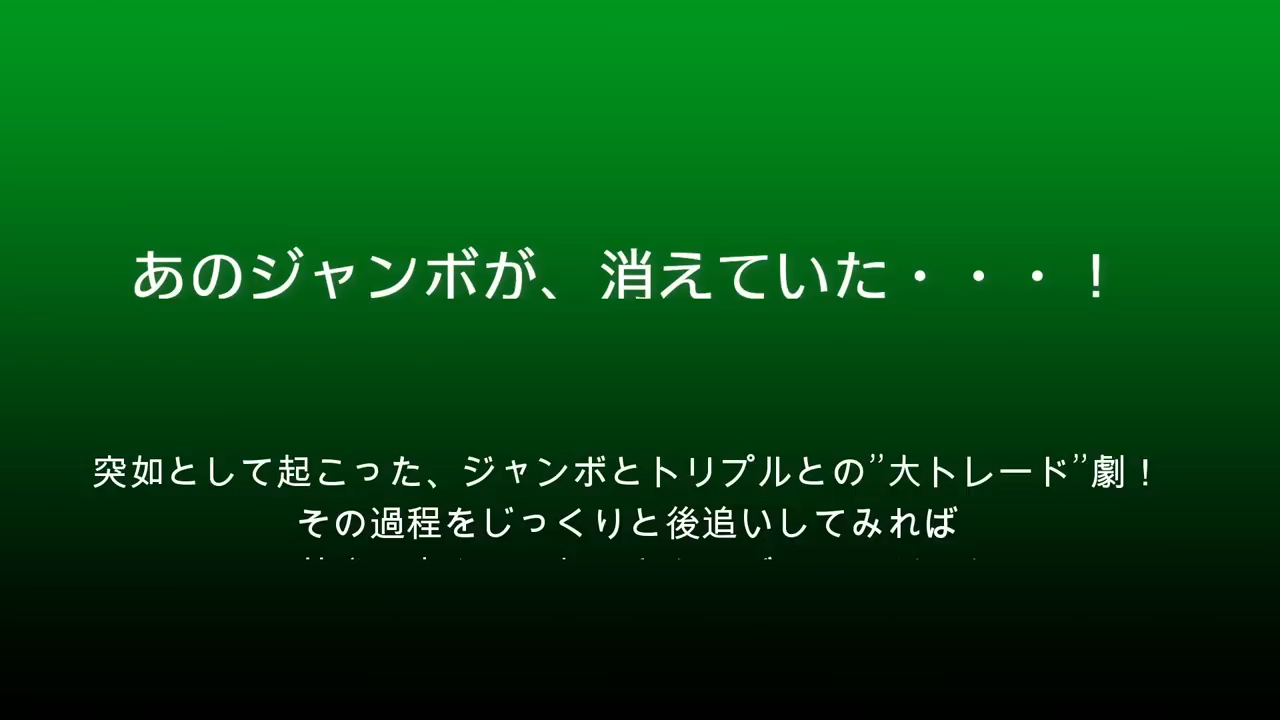 あのジャンボが、消えていた・・・！
突如として起こった、ジャンボとトリプルとの”大トレード”劇！
その過程をじっくりと後追いしてみれば